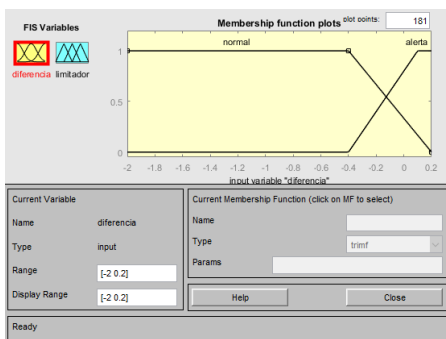 FIS Variables
Membership function plots
plot points:
181
normal
alerta
1
0.5
0
diferencia
limitador
-2 -1.8 -1.6 -1.4 -1.2 -1 -0.8 -0.6 -0.4 -0.2 0 0.2
input variable "diferencia"
Current Variable
Name diferencia
Type input
Range [-2 0.2]
Display Range [-2 0.2]
Current Membership Function (click on MF to select)
Name
Type trimf
Params
Help
Close
Ready